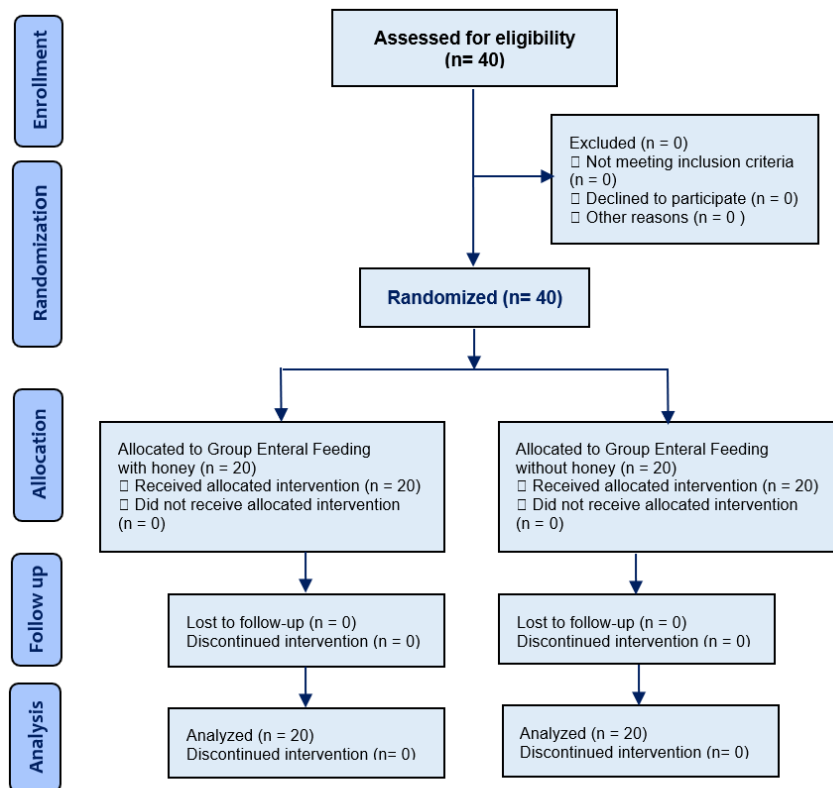 Enrollment
Assessed for eligibility
(n= 40)
Excluded (n = 0)
▯ Not meeting inclusion criteria
(n = 0)
▯ Declined to participate (n = 0)
▯ Other reasons (n = 0 )
Randomization
Randomized (n= 40)
Allocation
Allocated to Group Enteral Feeding
with honey (n = 20)
▯ Received allocated intervention (n = 20)
▯ Did not receive allocated intervention
(n = 0)
Allocated to Group Enteral Feeding
without honey (n = 20)
▯ Received allocated intervention (n = 20)
▯ Did not receive allocated intervention
(n = 0)
Follow up
Lost to follow-up (n = 0)
Discontinued intervention (n = 0)
Lost to follow-up (n = 0)
Discontinued intervention (n = 0)
Analysis
Analyzed (n = 20)
Discontinued intervention (n= 0)
Analyzed (n = 20)
Discontinued intervention (n= 0)